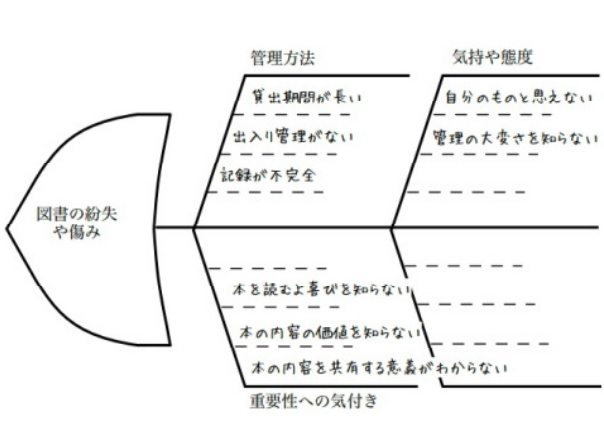 管理方法
気持や態度
貸出期間が長い
自分のものと思えない
出入り管理がない
管理の大変さを知らない
記録が不完全
図書の紛失
や傷み
本を読むよ喜びを知らない
本の内容の価値を知らない
本の内容を共有する意義がわからない
重要性への気付き